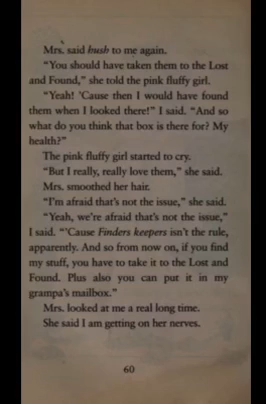 Mrs. said hush to me again.
"You should have taken them to the Lost
and Found," she told the pink fluffy girl.
"Yeah! 'Cause then I would have found
them when I looked there!" I said. "And so
what do you think that box is there for? My
health?"
The pink fluffy girl started to cry.
"But I really, really love them," she said.
Mrs. smoothed her hair.
"I'm afraid that's not the issue," she said.
"Yeah, we're afraid that's not the issue,"
I said. "'Cause Finders keepers isn't the rule,
apparently. And so from now on, if you find
my stuff, you have to take it to the Lost and
Found. Plus also you can put it in my
grampa's mailbox."
Mrs. looked at me a real long time.
She said I am getting on her nerves.
60